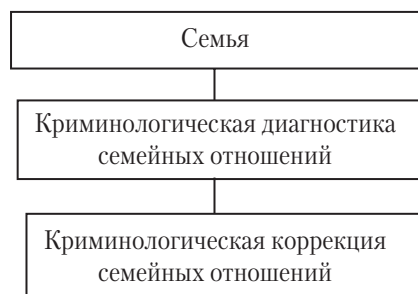 Семья
Криминологическая диагностика
семейных отношений
Криминологическая коррекция
семейных отношений